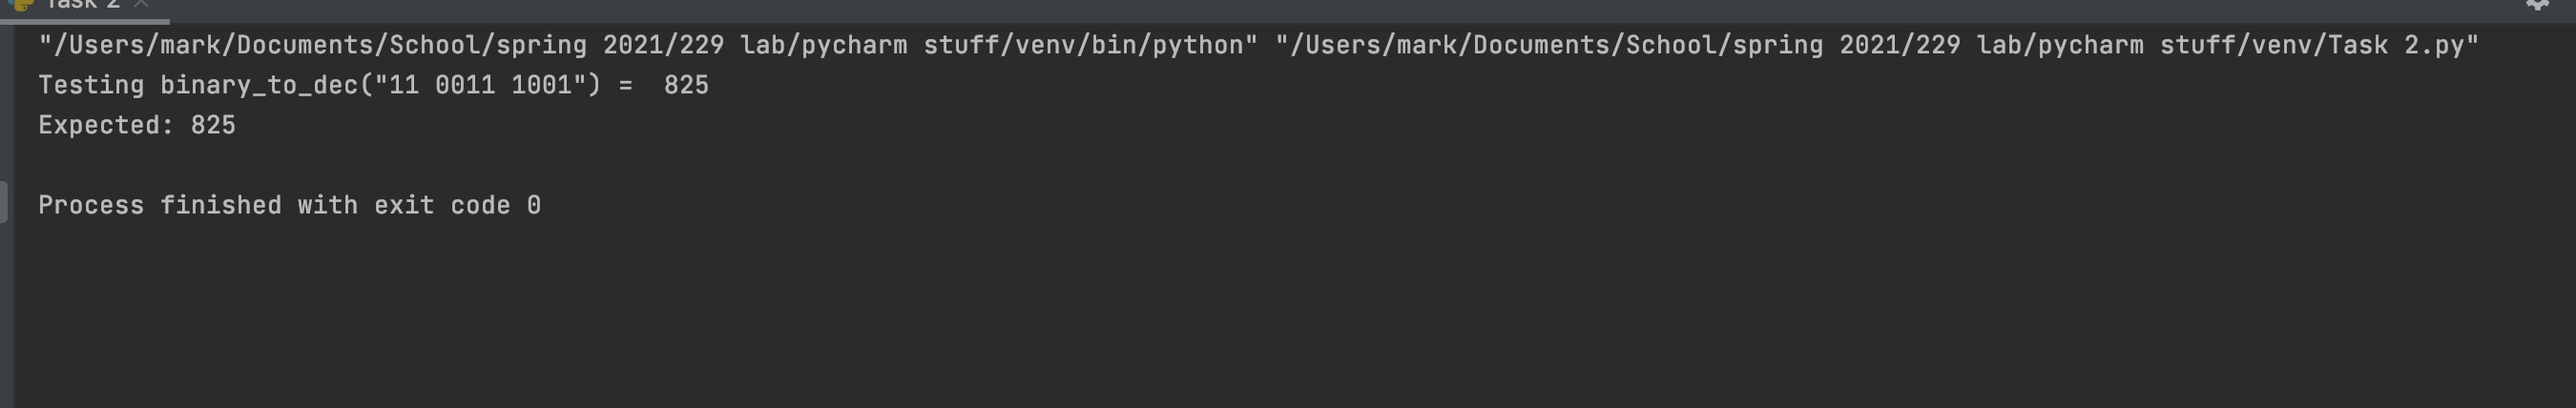 Task 2
"/Users/mark/Documents/School/spring 2021/229 lab/pycharm stuff/venv/bin/python" "/Users/mark/Documents/School/spring 2021/229 lab/pycharm stuff/venv/Task 2.py"
Testing binary_to_dec("11 0011 1001") =  825
Expected: 825
Process finished with exit code 0